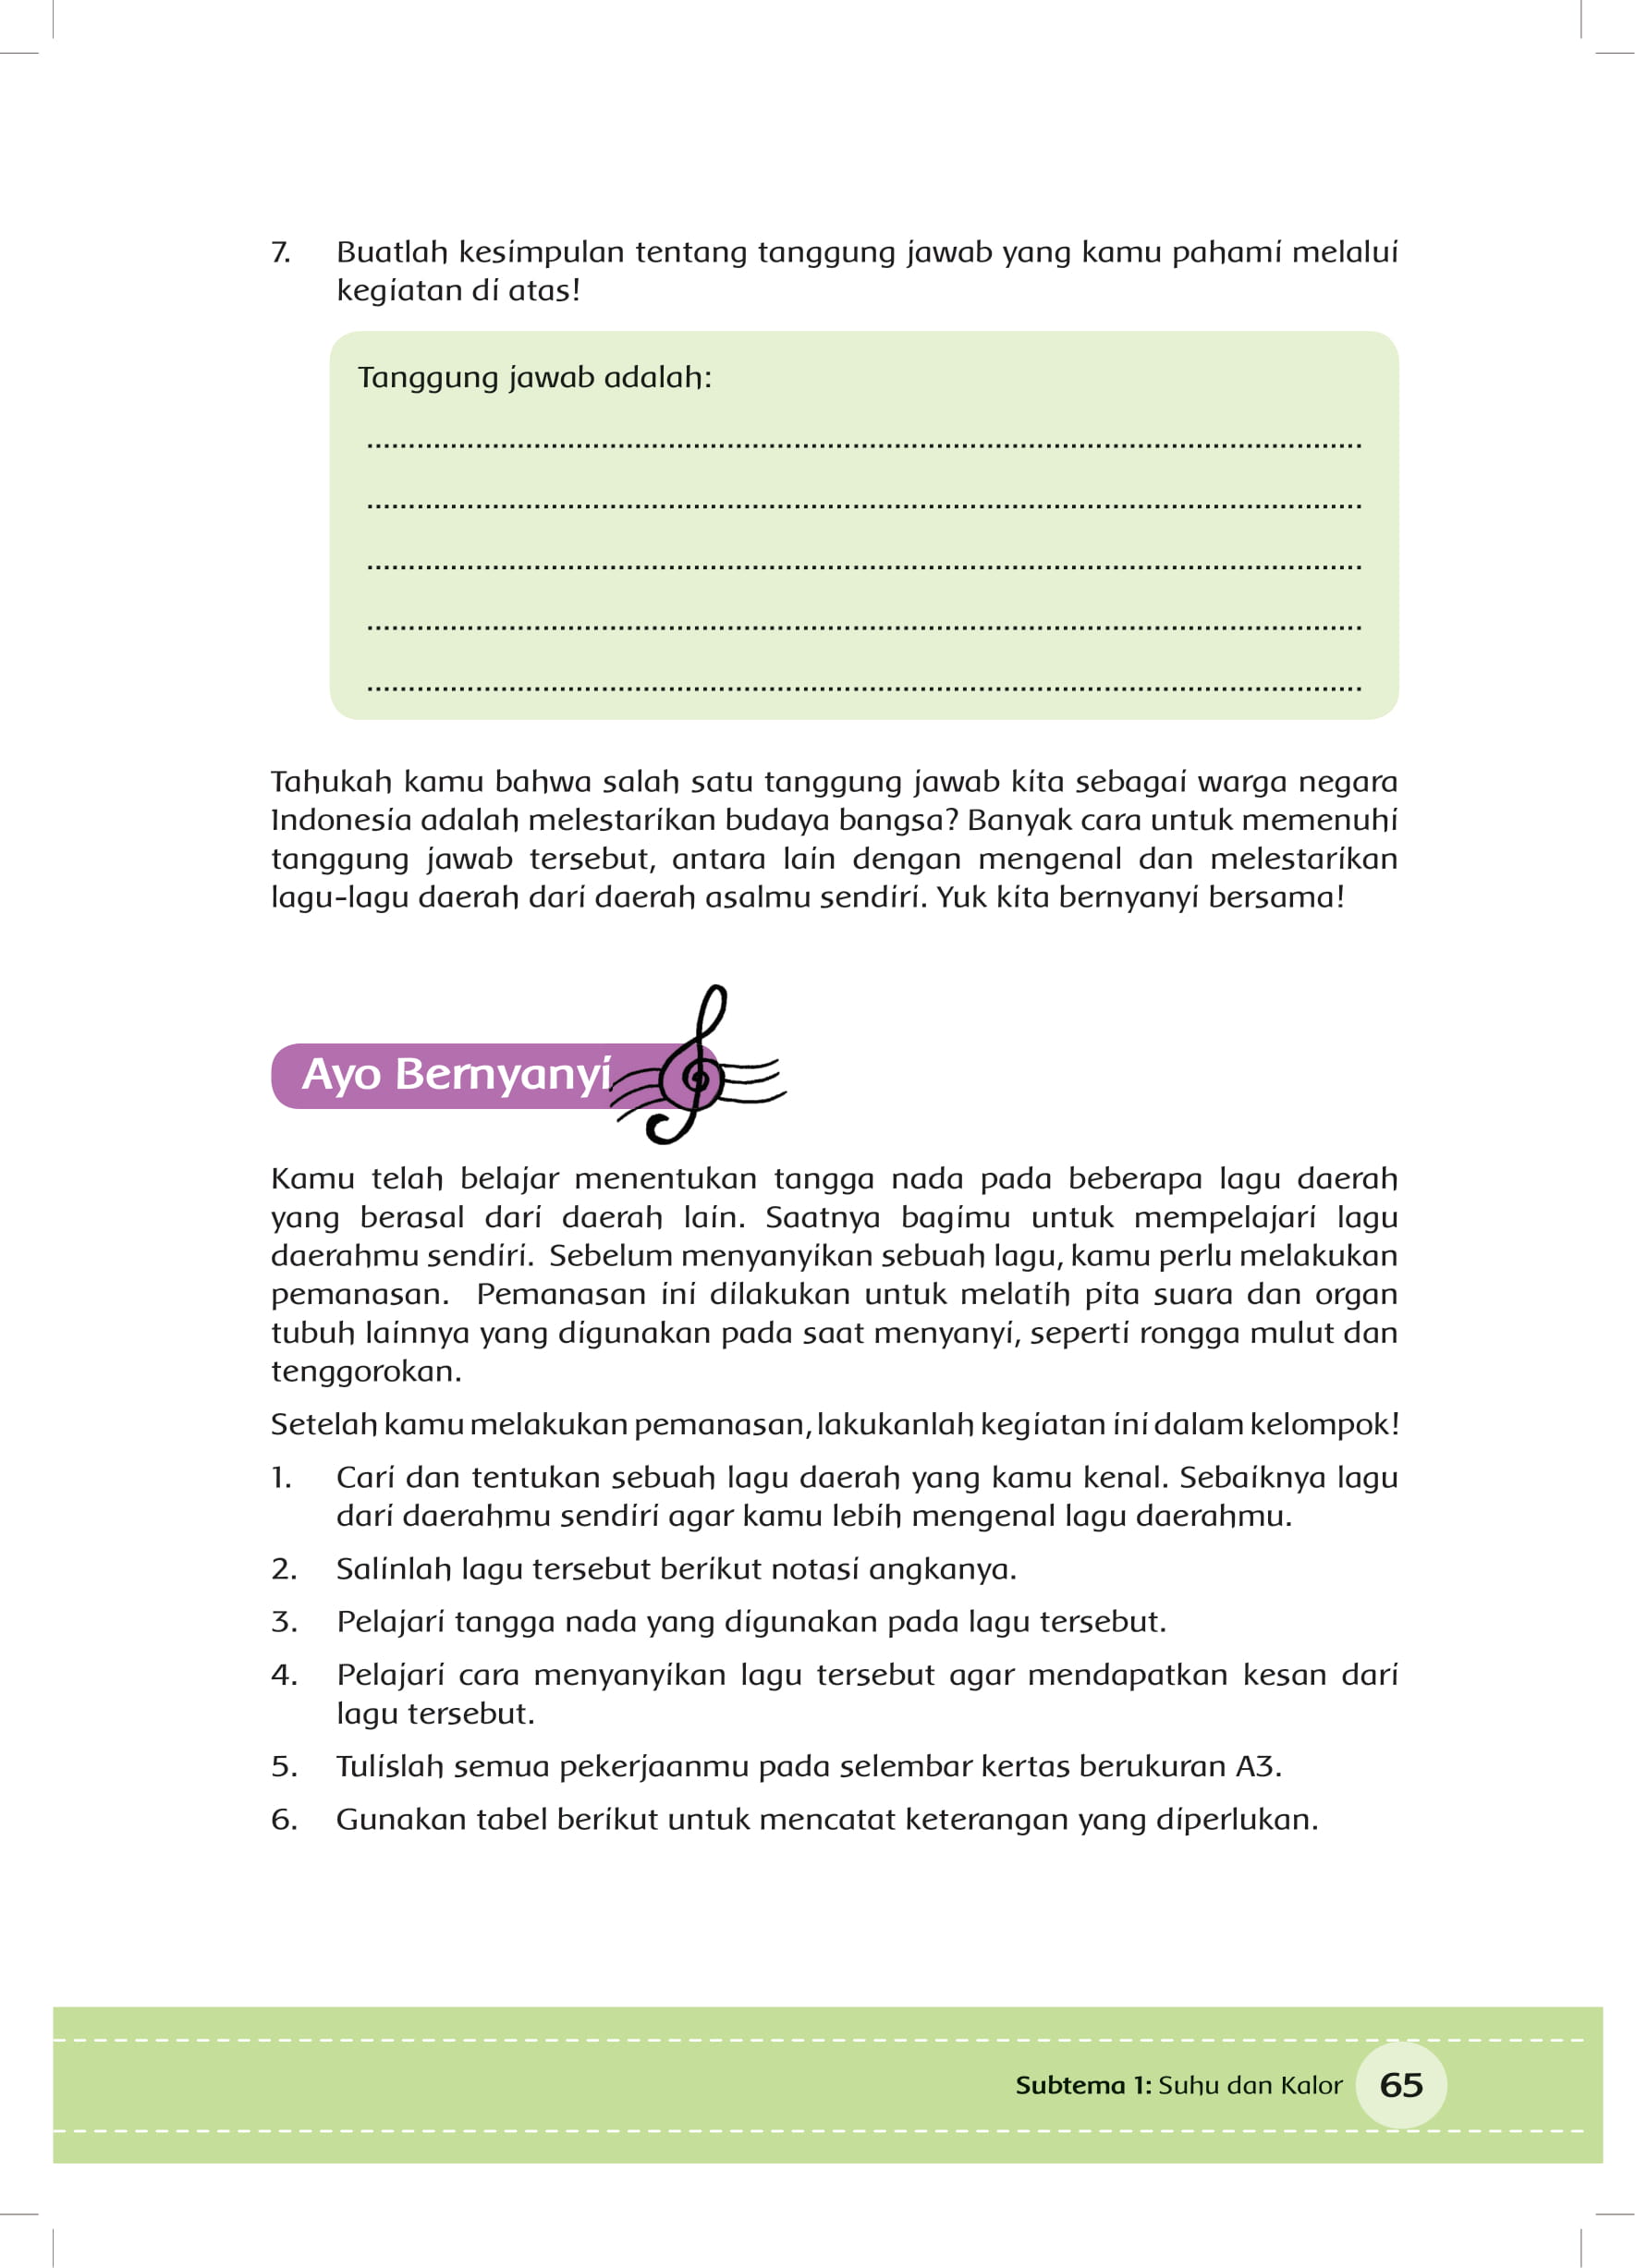 7. Buatlah kesimpulan tentang tanggung jawab yang kamu pahami melalui
kegiatan di atas!
Tanggung jawab adalah:
Tahukah kamu bahwa salah satu tanggung jawab kita sebagai warga negara
Indonesia adalah melestarikan budaya bangsa? Banyak cara untuk memenuhi
tanggung jawab tersebut, antara lain dengan mengenal dan melestarikan
lagu-lagu daerah dari daerah asalmu sendiri. Yuk kita bernyanyi bersama!
Ayo Bernyanyi
Kamu telah belajar menentukan tangga nada pada beberapa lagu daerah
yang berasal dari daerah lain. Saatnya bagimu untuk mempelajari lagu
daerahmu sendiri. Sebelum menyanyikan sebuah lagu, kamu perlu melakukan
pemanasan. Pemanasan ini dilakukan untuk melatih pita suara dan organ
tubuh lainnya yang digunakan pada saat menyanyi, seperti rongga mulut dan
tenggorokan.
Setelah kamu melakukan pemanasan, lakukanlah kegiatan ini dalam kelompok!
1. Cari dan tentukan sebuah lagu daerah yang kamu kenal. Sebaiknya lagu
dari daerahmu sendiri agar kamu lebih mengenal lagu daerahmu.
2. Salinlah lagu tersebut berikut notasi angkanya.
3. Pelajari tangga nada yang digunakan pada lagu tersebut.
4. Pelajari cara menyanyikan lagu tersebut agar mendapatkan kesan dari
lagu tersebut.
5. Tulislah semua pekerjaanmu pada selembar kertas berukuran A3.
6. Gunakan tabel berikut untuk mencatat keterangan yang diperlukan.
Subtema 1: Suhu dan Kalor 65